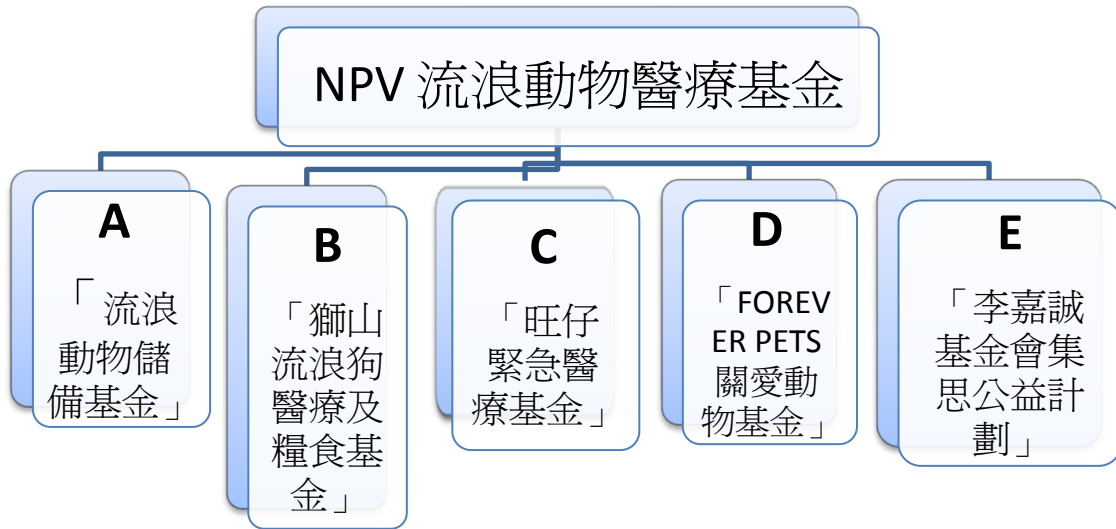 NPV 流浪動物醫療基金
A
「流浪
動物儲
備基金」
B
「獅山
流浪狗
醫療及
糧食基
金」
C
「旺仔
緊急醫
療基金」
D
「FOREV
ER PETS
關愛動
物基金」
E
「李嘉誠
基金會集
思公益計
劃」